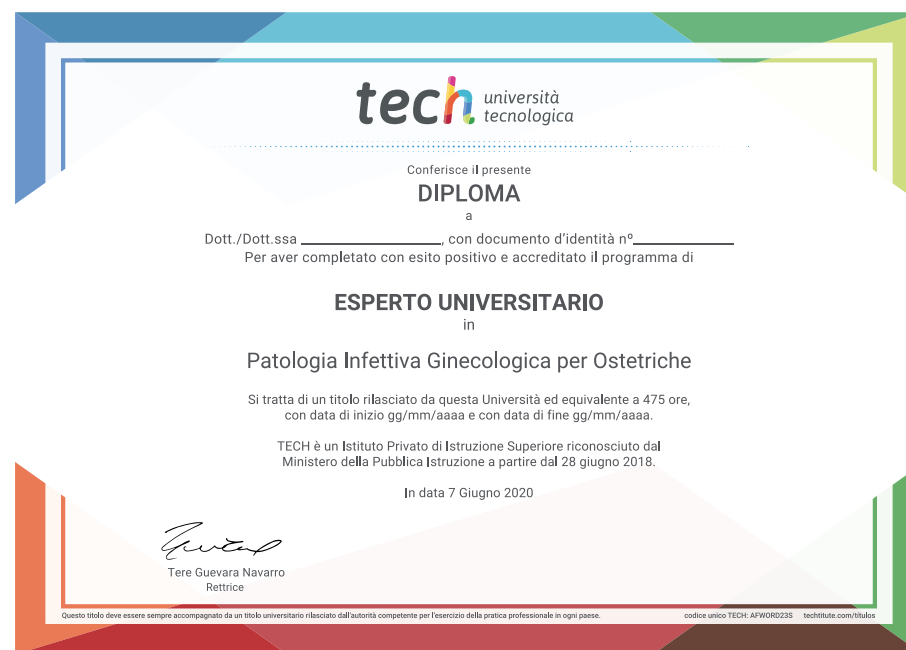 tech università
tecnologica
Conferisce il presente
DIPLOMA
a
Dott./Dott.ssa ____________________, con documento d'identità nº______________
Per aver completato con esito positivo e accreditato il programma di
ESPERTO UNIVERSITARIO
in
Patologia Infettiva Ginecologica per Ostetriche
Si tratta di un titolo rilasciato da questa Università ed equivalente a 475 ore,
con data di inizio gg/mm/aaaa e con data di fine gg/mm/aaaa.
TECH è un Istituto Privato di Istruzione Superiore riconosciuto dal
Ministero della Pubblica Istruzione a partire dal 28 giugno 2018.
In data 7 Giugno 2020
Tere Guevara Navarro
Rettrice
Questo titolo deve essere sempre accompagnato da un titolo universitario rilasciato dall'autorità competente per l'esercizio della pratica professionale in ogni paese. codice unico TECH: AFWORD23S techtitute.com/titulos